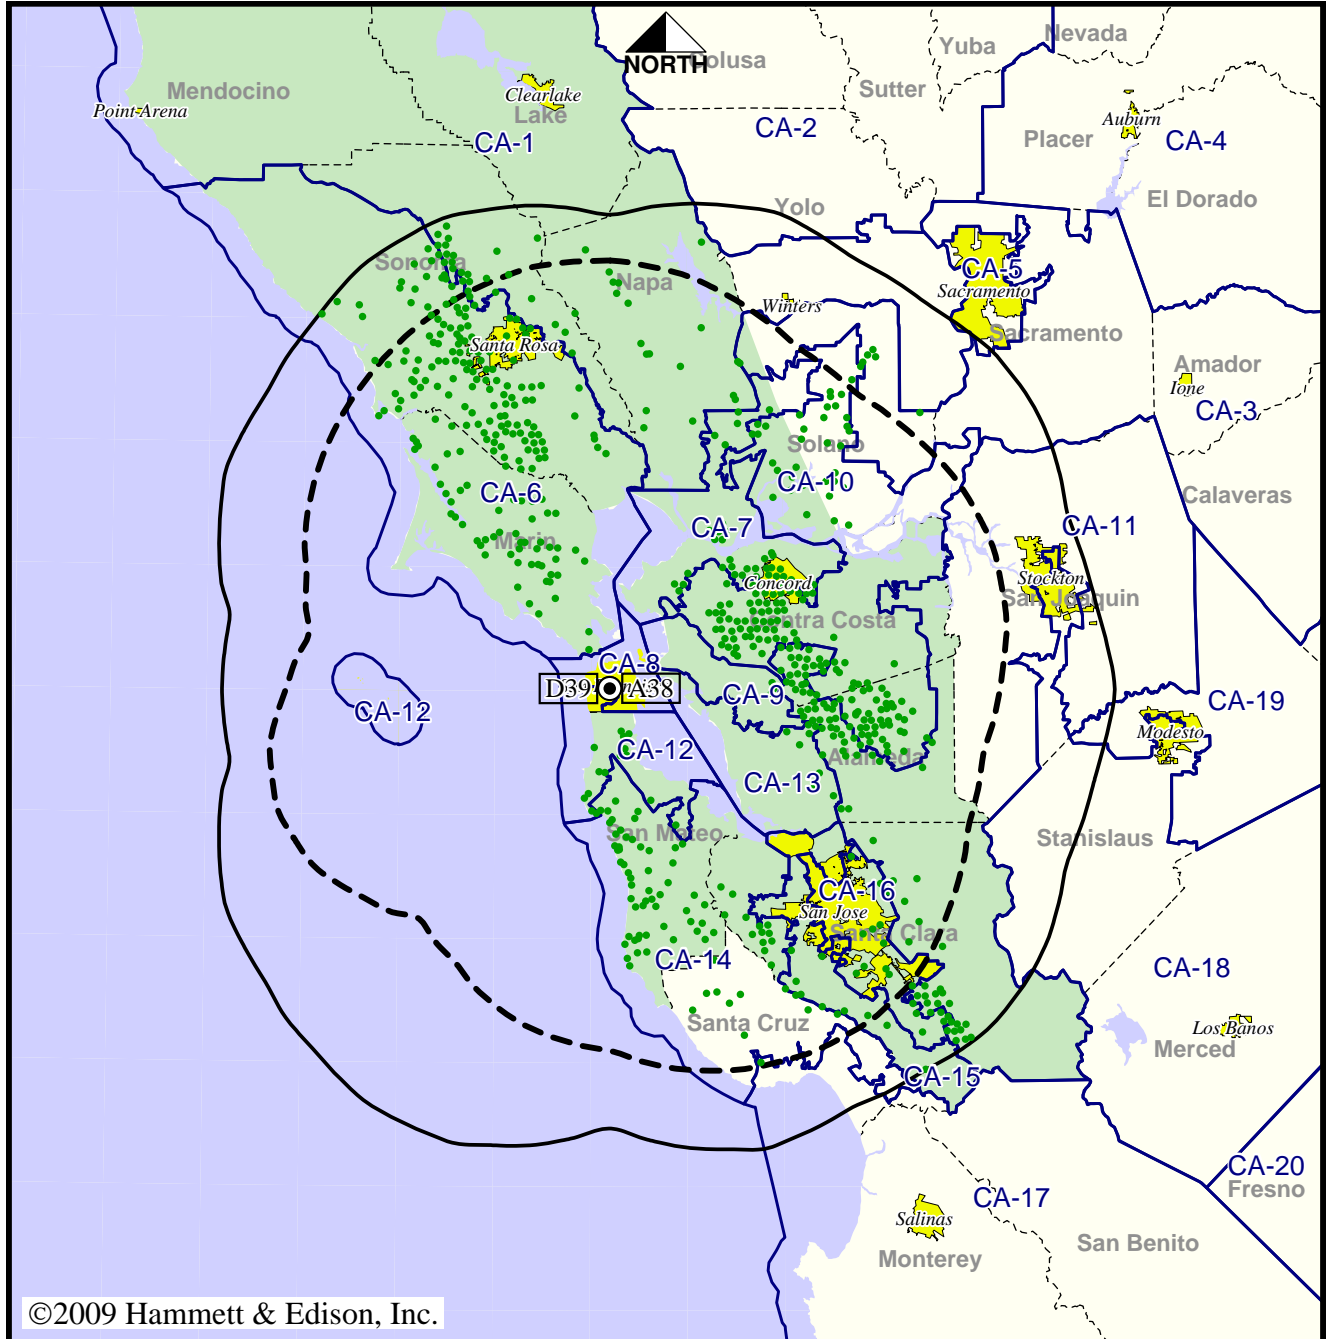 NORTH
Colusa
Yuba
Nevada
Mendocino
Point Arena
Clearlake
Lake
CA-1
Sutter
CA-2
Placer
Auburn
CA-4
El Dorado
Yolo
Sonoma
Napa
Winters
CA-5
Sacramento
Sacramento
Santa Rosa
Amador
Ione
CA-3
Solano
CA-10
CA-6
Calaveras
CA-7
CA-11
Marin
Concord
Contra Costa
Stockton
San Joaquin
CA-8
D39
A38
CA-9
CA-12
CA-19
Modesto
CA-12
Alameda
CA-13
San Mateo
Stanislaus
CA-16
San Jose
Santa Clara
CA-14
CA-18
Santa Cruz
Los Banos
Merced
CA-15
CA-20
Fresno
CA-17
Salinas
Monterey
San Benito
©2009 Hammett & Edison, Inc.